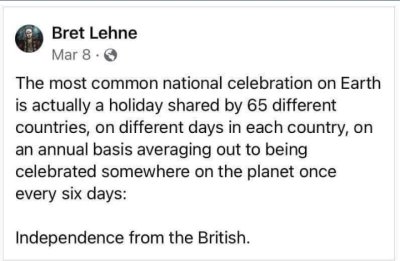 Bret Lehne
Mar 8 ·
The most common national celebration on Earth
is actually a holiday shared by 65 different
countries, on different days in each country, on
an annual basis averaging out to being
celebrated somewhere on the planet once
every six days:
Independence from the British.